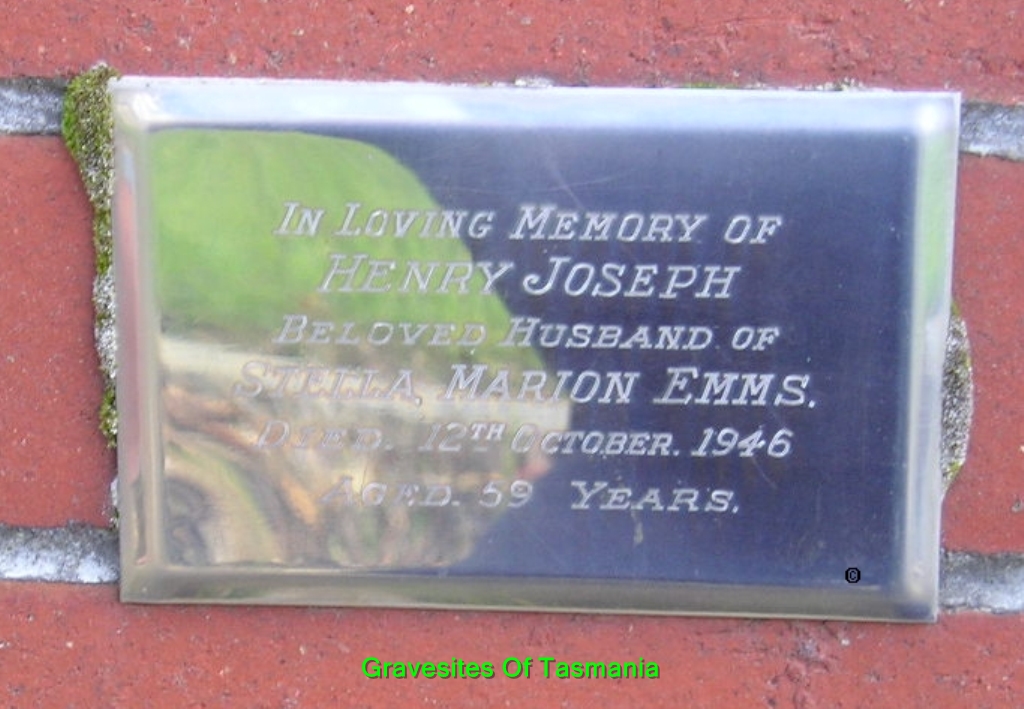 IN LOVING MEMORY OF
HENRY JOSEPH
BELOVED HUSBAND OF
STELLA, MARION EMMS.
DIED. 12TH OCTOBER. 1946
AGED. 59 YEARS.
©
Gravesites Of Tasmania